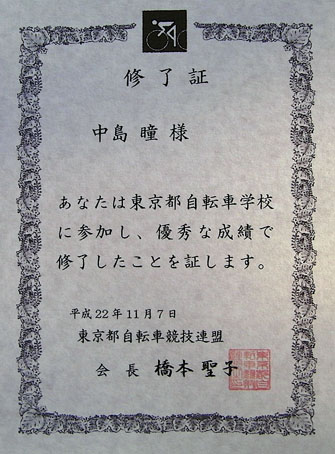 修了証
中島 瞳 様
あなたは東京都自転車学校
に参加し、優秀な成績で
修了したことを証します。
平成22年11月7日
東京都自転車競技連盟
会 長 橋本 聖子